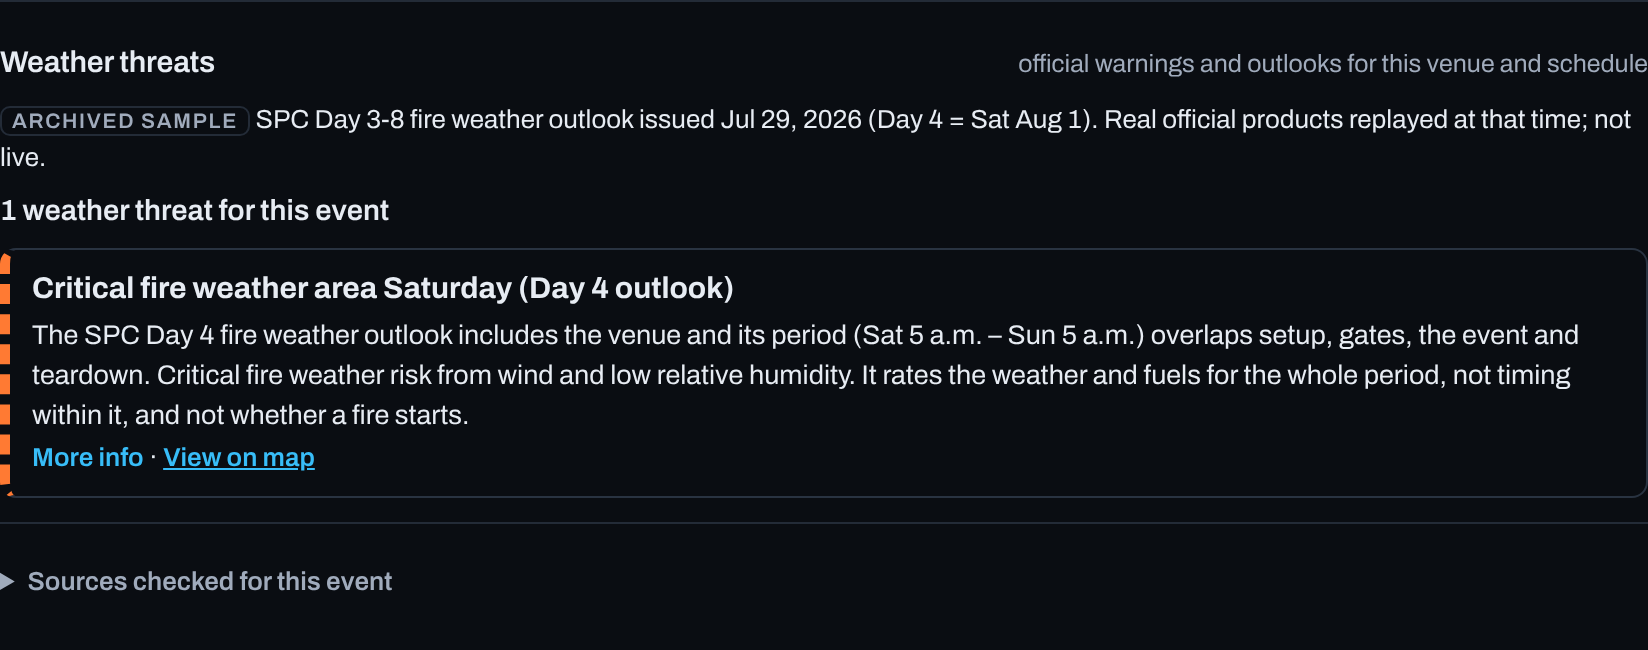 Weather threats
official warnings and outlooks for this venue and schedule
ARCHIVED SAMPLE SPC Day 3-8 fire weather outlook issued Jul 29, 2026 (Day 4 = Sat Aug 1). Real official products replayed at that time; not
live.
1 weather threat for this event
Critical fire weather area Saturday (Day 4 outlook)
The SPC Day 4 fire weather outlook includes the venue and its period (Sat 5 a.m. – Sun 5 a.m.) overlaps setup, gates, the event and
teardown. Critical fire weather risk from wind and low relative humidity. It rates the weather and fuels for the whole period, not timing
within it, and not whether a fire starts.
More info · View on map
Sources checked for this event